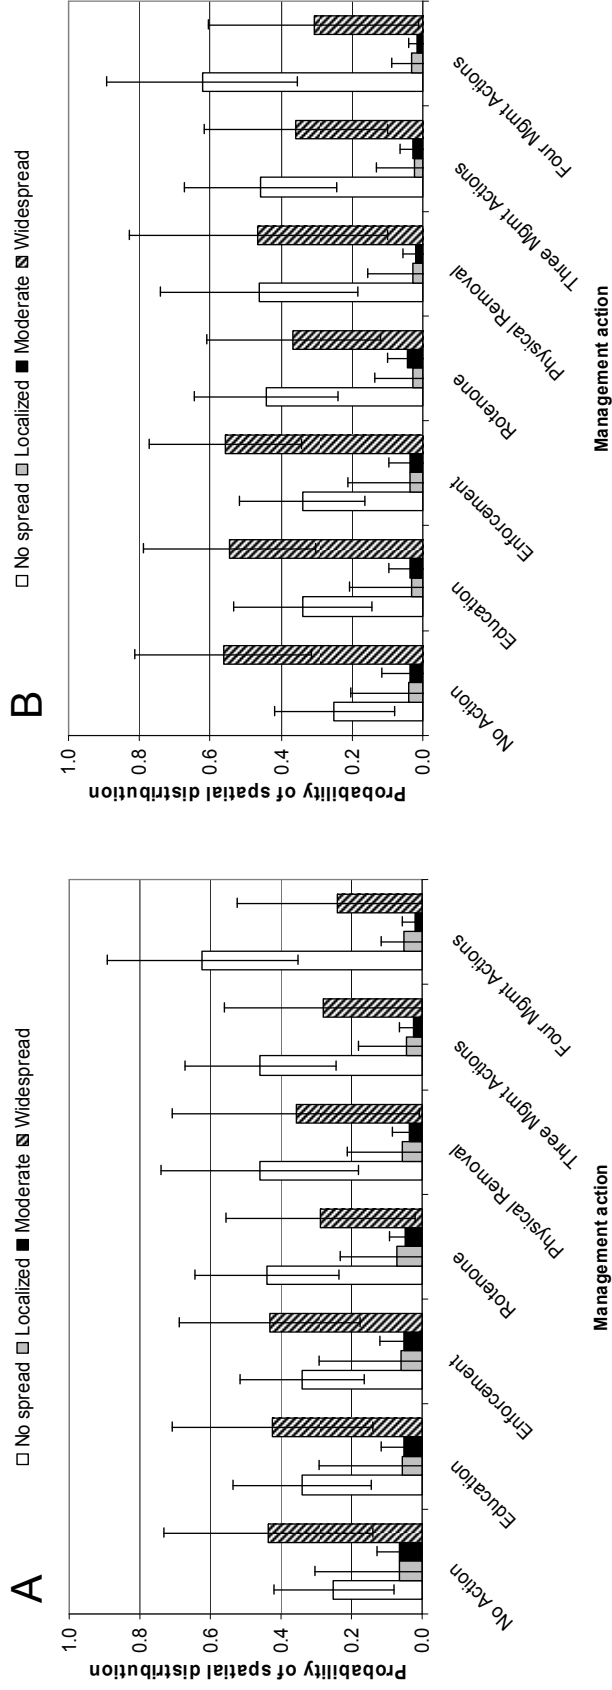 A
No spread Localized Moderate Widespread
1.0
0.8
0.6
0.4
0.2
0.0
Probability of spatial distribution
No Action
Education
Enforcement
Rotenone
Physical Removal
Three Mgmt Actions
Four Mgmt Actions
Management action
B
No spread Localized Moderate Widespread
1.0
0.8
0.6
0.4
0.2
0.0
Probability of spatial distribution
No Action
Education
Enforcement
Rotenone
Physical Removal
Three Mgmt Actions
Four Mgmt Actions
Management action